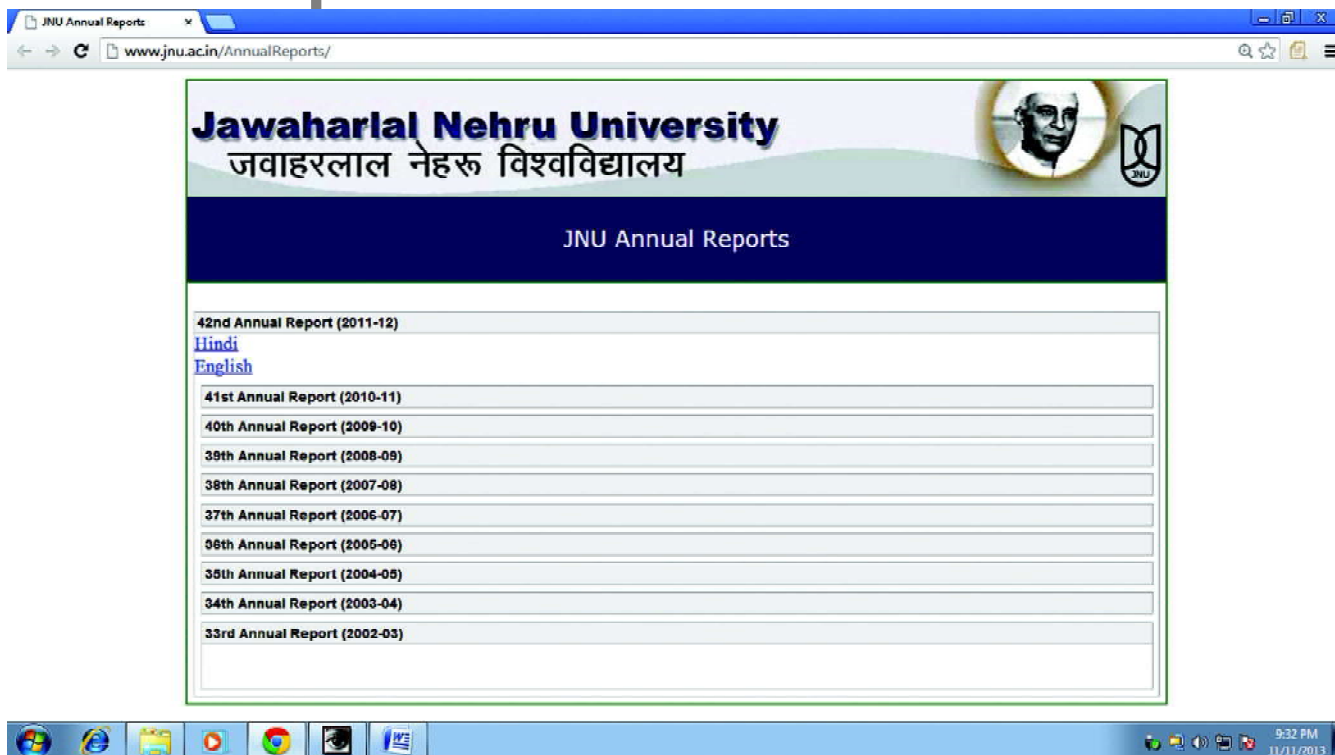 JNU Annual Reports
www.jnu.ac.in/AnnualReports/
Jawaharlal Nehru University
जवाहरलाल नेहरू विश्वविद्यालय
JNU
JNU Annual Reports
42nd Annual Report (2011-12)
Hindi
English
41st Annual Report (2010-11)
40th Annual Report (2009-10)
39th Annual Report (2008-09)
38th Annual Report (2007-08)
37th Annual Report (2006-07)
36th Annual Report (2005-06)
35th Annual Report (2004-05)
34th Annual Report (2003-04)
33rd Annual Report (2002-03)
9:32 PM
11/11/2013